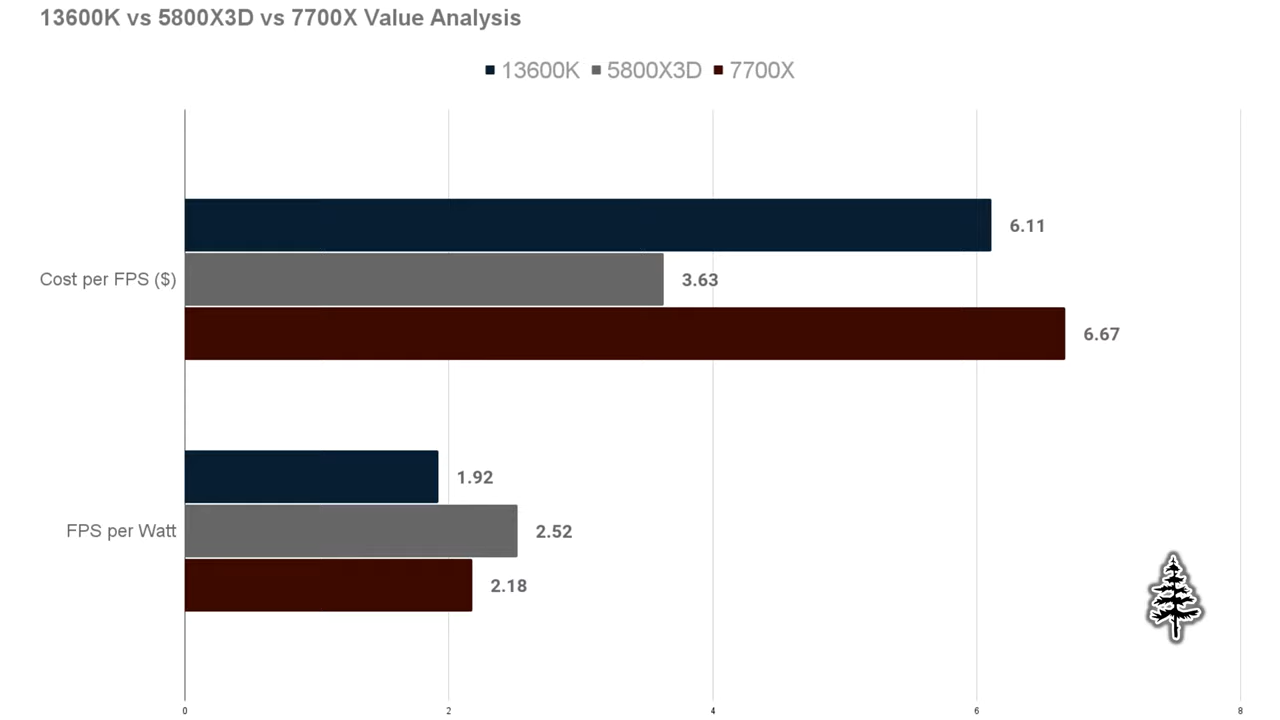 13600K vs 5800X3D vs 7700X Value Analysis
13600K 5800X3D 7700X
6.11
Cost per FPS ($) 3.63
6.67
1.92
FPS per Watt 2.52
2.18
0 2 4 6 8